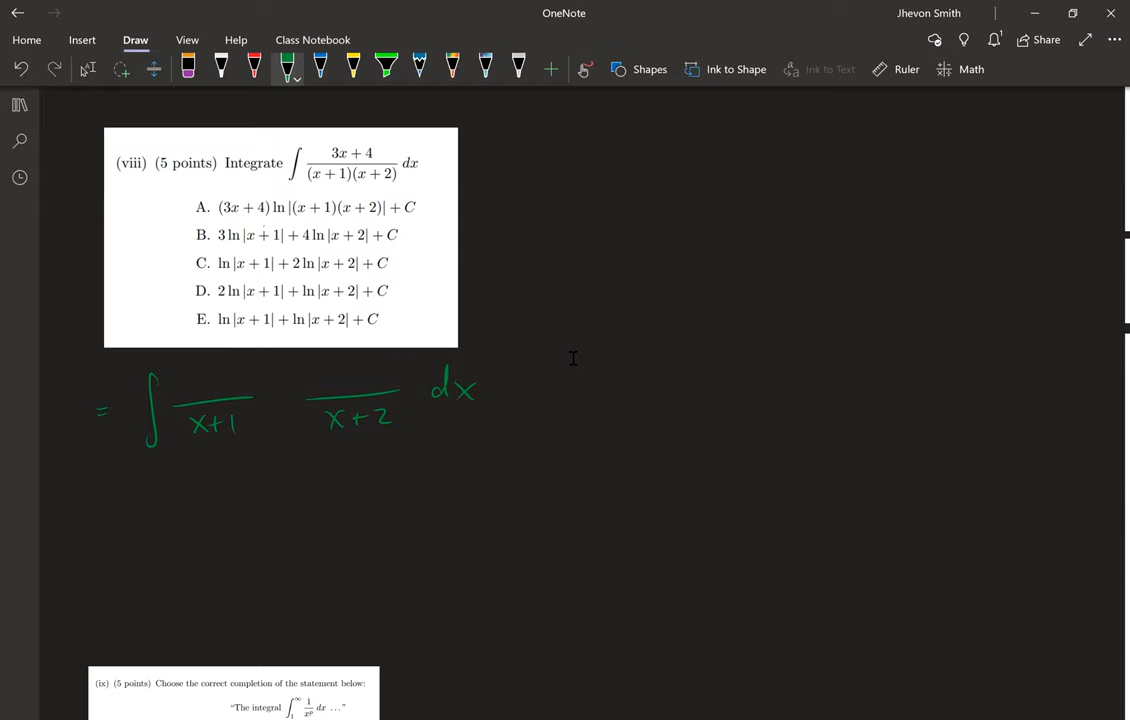 OneNote
Jhevon Smith
Home Insert Draw View Help Class Notebook
Share
Shapes Ink to Shape Ink to Text Ruler Math
(viii) (5 points) Integrate ∫ (3x + 4)/((x + 1)(x + 2)) dx
A. (3x + 4) ln |(x + 1)(x + 2)| + C
B. 3 ln |x + 1| + 4 ln |x + 2| + C
C. ln |x + 1| + 2 ln |x + 2| + C
D. 2 ln |x + 1| + ln |x + 2| + C
E. ln |x + 1| + ln |x + 2| + C
= ∫ /(x+1) /(x+2) dx
(ix) (5 points) Choose the correct completion of the statement below:
“The integral ∫₁^∞ 1/x^p dx ...”